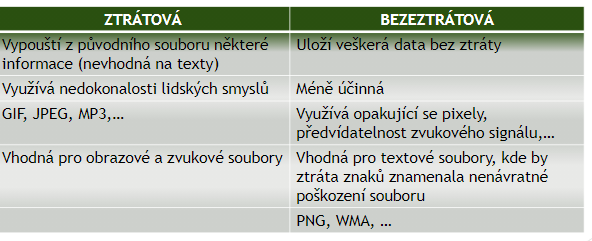 ZTRÁTOVÁ
BEZEZTRÁTOVÁ
Vypouští z původního souboru některé
informace (nevhodná na texty)
Uloží veškerá data bez ztráty
Využívá nedokonalosti lidských smyslů
Méně účinná
GIF, JPEG, MP3,…
Využívá opakující se pixely,
předvídatelnost zvukového signálu,…
Vhodná pro obrazové a zvukové soubory
Vhodná pro textové soubory, kde by
ztráta znaků znamenala nenávratné
poškození souboru
PNG, WMA, …